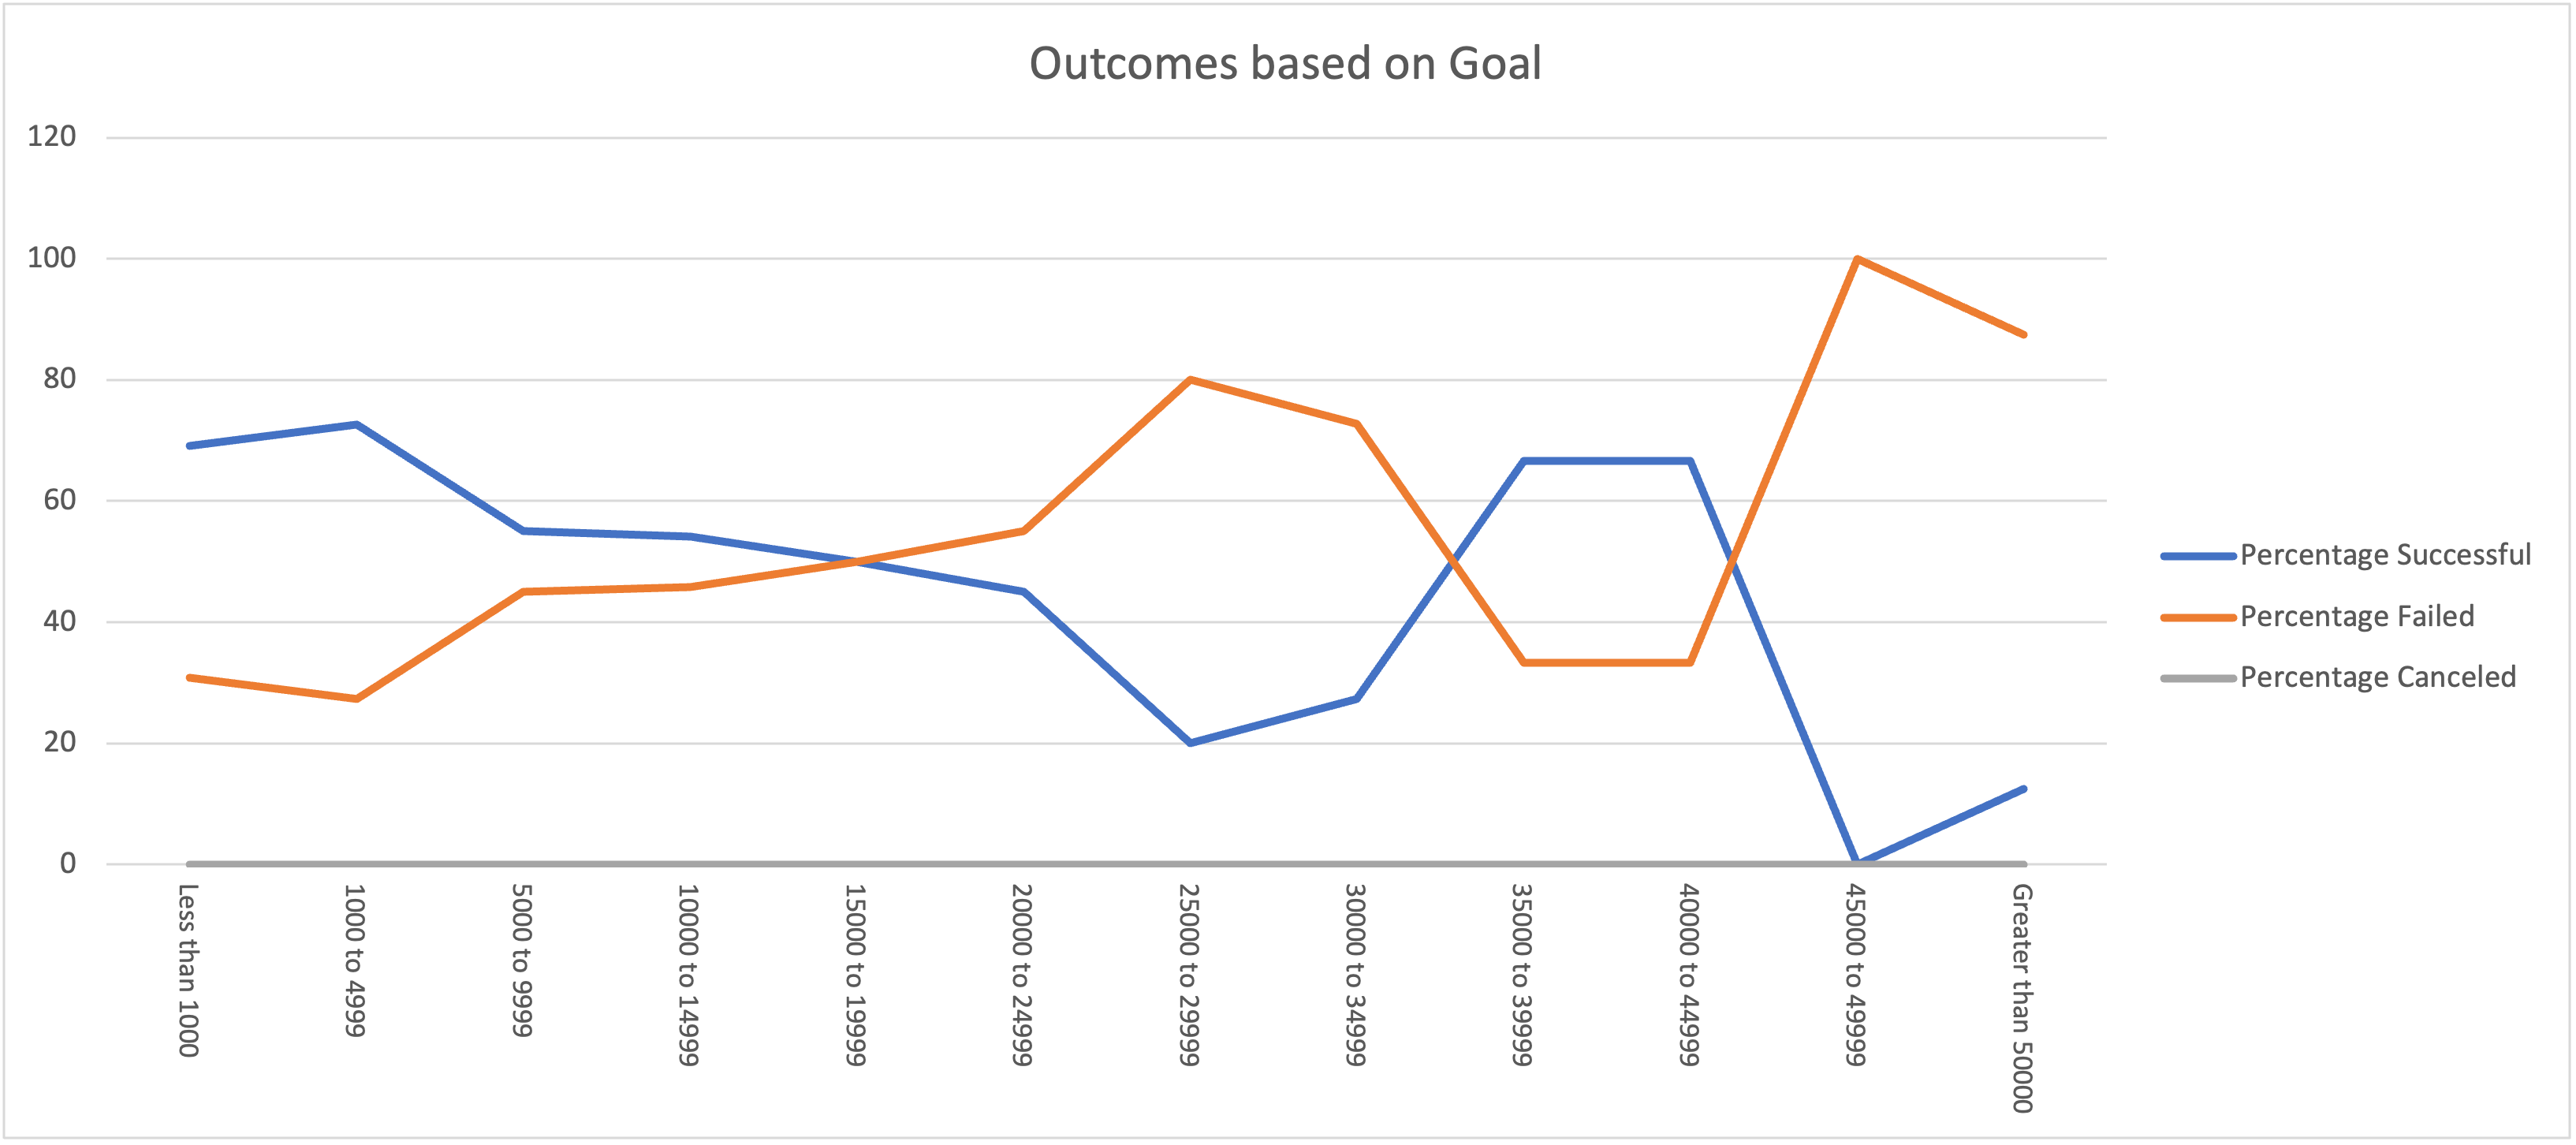 Outcomes based on Goal
120
100
80
60
40
20
0
Less than 1000
1000 to 4999
5000 to 9999
10000 to 14999
15000 to 19999
20000 to 24999
25000 to 29999
30000 to 34999
35000 to 39999
40000 to 44999
45000 to 49999
Greater than 50000
Percentage Successful
Percentage Failed
Percentage Canceled